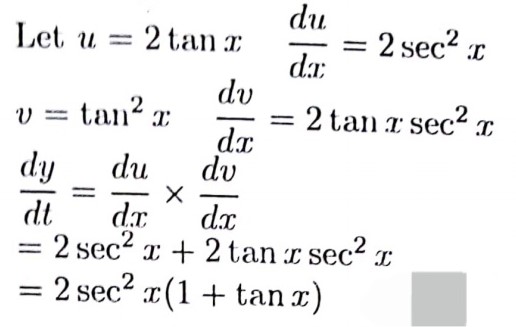 Let u = 2 tan x    du/dx = 2 sec² x
v = tan² x    dv/dx = 2 tan x sec² x
dy/dt = du/dx × dv/dx
= 2 sec² x + 2 tan x sec² x
= 2 sec² x(1 + tan x)